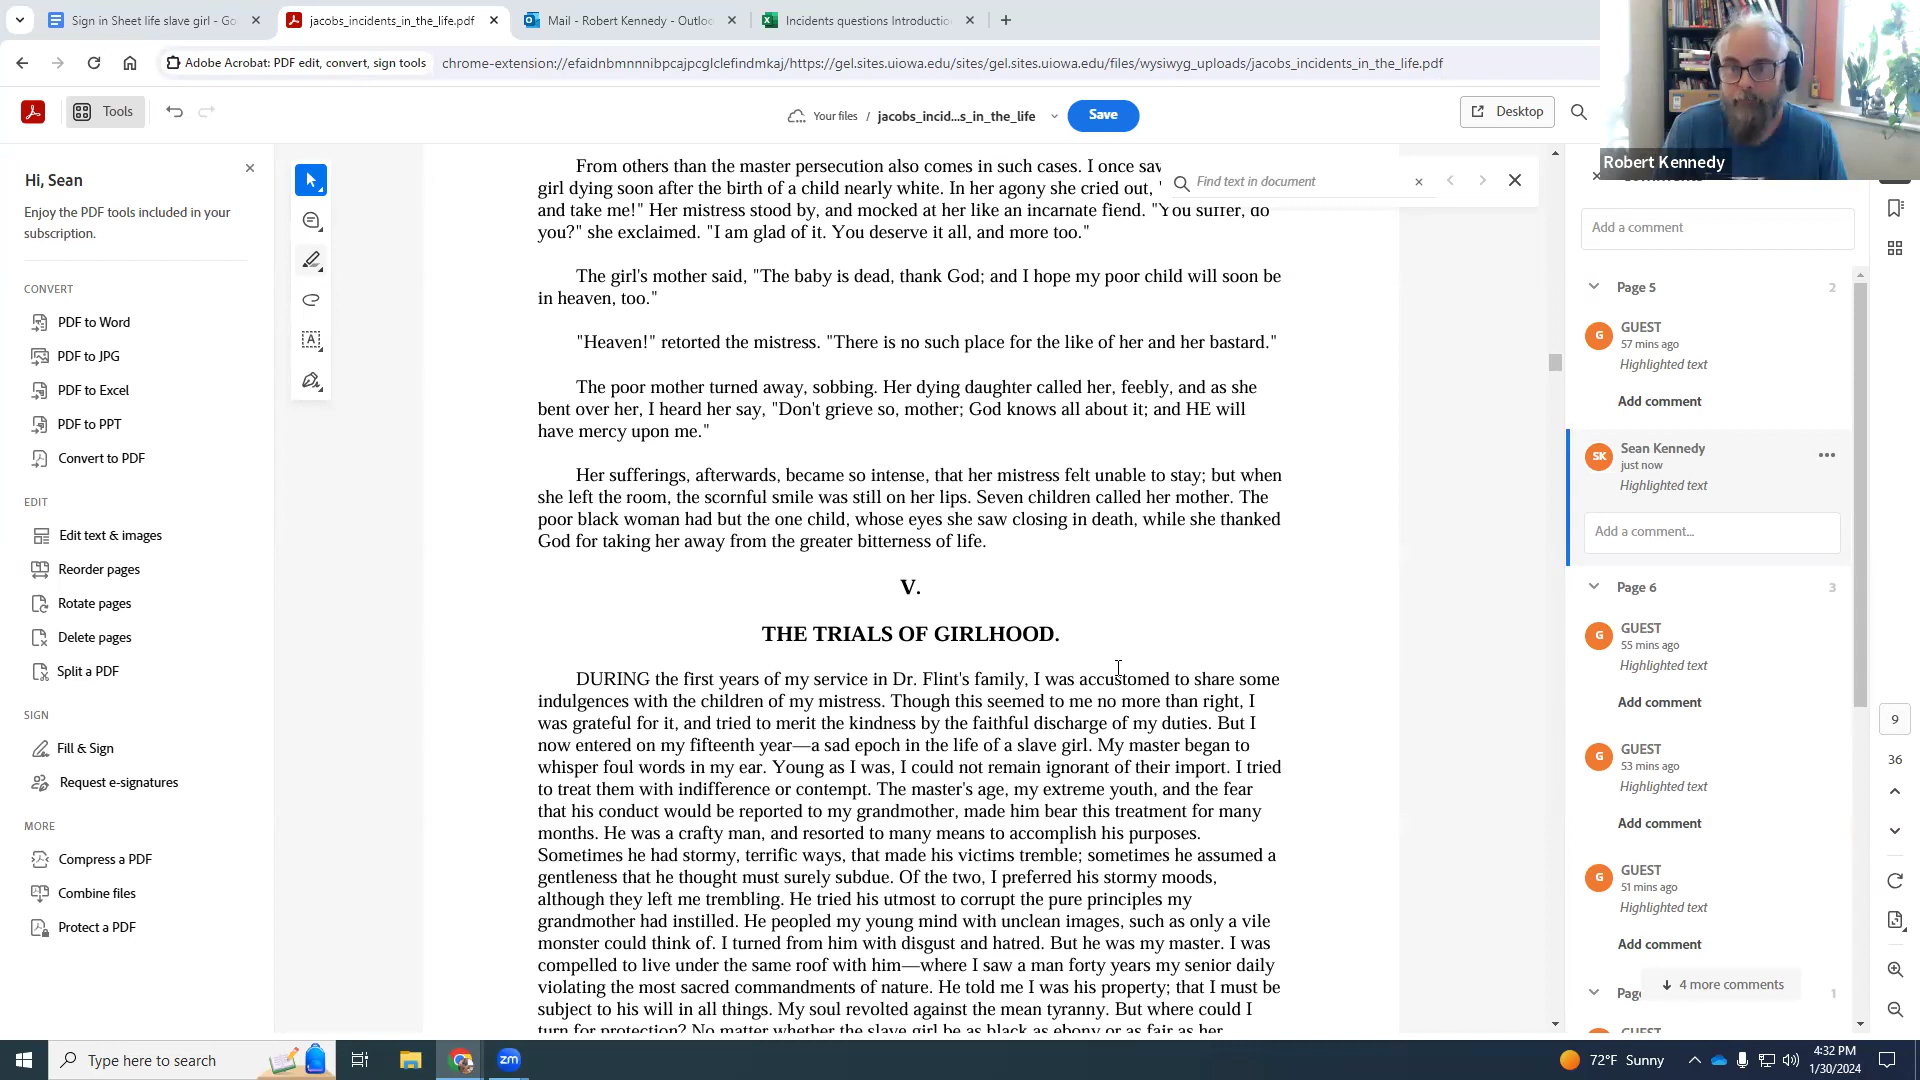 Sign in Sheet life slave girl - Go
jacobs_incidents_in_the_life.pdf
Mail - Robert Kennedy - Outloo
Incidents questions Introductio
Adobe Acrobat: PDF edit, convert, sign tools
chrome-extension://efaidnbmnnnibpcajpcglclefindmkaj/https://gel.sites.uiowa.edu/sites/gel.sites.uiowa.edu/files/wysiwyg_uploads/jacobs_incidents_in_the_life.pdf
Tools
Your files / jacobs_incid...s_in_the_life
Save
Desktop
Robert Kennedy
Hi, Sean
Enjoy the PDF tools included in your
subscription.
CONVERT
PDF to Word
PDF to JPG
PDF to Excel
PDF to PPT
Convert to PDF
EDIT
Edit text & images
Reorder pages
Rotate pages
Delete pages
Split a PDF
SIGN
Fill & Sign
Request e-signatures
MORE
Compress a PDF
Combine files
Protect a PDF
Find text in document
From others than the master persecution also comes in such cases. I once
girl dying soon after the birth of a child nearly white. In her agony she cried out, "
and take me!" Her mistress stood by, and mocked at her like an incarnate fiend. "You suffer, do
you?" she exclaimed. "I am glad of it. You deserve it all, and more too."
The girl's mother said, "The baby is dead, thank God; and I hope my poor child will soon be
in heaven, too."
"Heaven!" retorted the mistress. "There is no such place for the like of her and her bastard."
The poor mother turned away, sobbing. Her dying daughter called her, feebly, and as she
bent over her, I heard her say, "Don't grieve so, mother; God knows all about it; and HE will
have mercy upon me."
Her sufferings, afterwards, became so intense, that her mistress felt unable to stay; but when
she left the room, the scornful smile was still on her lips. Seven children called her mother. The
poor black woman had but the one child, whose eyes she saw closing in death, while she thanked
God for taking her away from the greater bitterness of life.
V.
THE TRIALS OF GIRLHOOD.
DURING the first years of my service in Dr. Flint's family, I was accustomed to share some
indulgences with the children of my mistress. Though this seemed to me no more than right, I
was grateful for it, and tried to merit the kindness by the faithful discharge of my duties. But I
now entered on my fifteenth year—a sad epoch in the life of a slave girl. My master began to
whisper foul words in my ear. Young as I was, I could not remain ignorant of their import. I tried
to treat them with indifference or contempt. The master's age, my extreme youth, and the fear
that his conduct would be reported to my grandmother, made him bear this treatment for many
months. He was a crafty man, and resorted to many means to accomplish his purposes.
Sometimes he had stormy, terrific ways, that made his victims tremble; sometimes he assumed a
gentleness that he thought must surely subdue. Of the two, I preferred his stormy moods,
although they left me trembling. He tried his utmost to corrupt the pure principles my
grandmother had instilled. He peopled my young mind with unclean images, such as only a vile
monster could think of. I turned from him with disgust and hatred. But he was my master. I was
compelled to live under the same roof with him—where I saw a man forty years my senior daily
violating the most sacred commandments of nature. He told me I was his property; that I must be
subject to his will in all things. My soul revolted against the mean tyranny. But where could I
turn for protection? No matter whether the slave girl be as black as ebony or as fair as her
Add a comment
Page 5
2
GUEST
57 mins ago
Highlighted text
Add comment
SK
Sean Kennedy
just now
Highlighted text
Add a comment...
Page 6
3
GUEST
55 mins ago
Highlighted text
Add comment
GUEST
53 mins ago
Highlighted text
Add comment
GUEST
51 mins ago
Highlighted text
Add comment
4 more comments
1
GUEST
9
36
Type here to search
zm
72°F Sunny
4:32 PM
1/30/2024